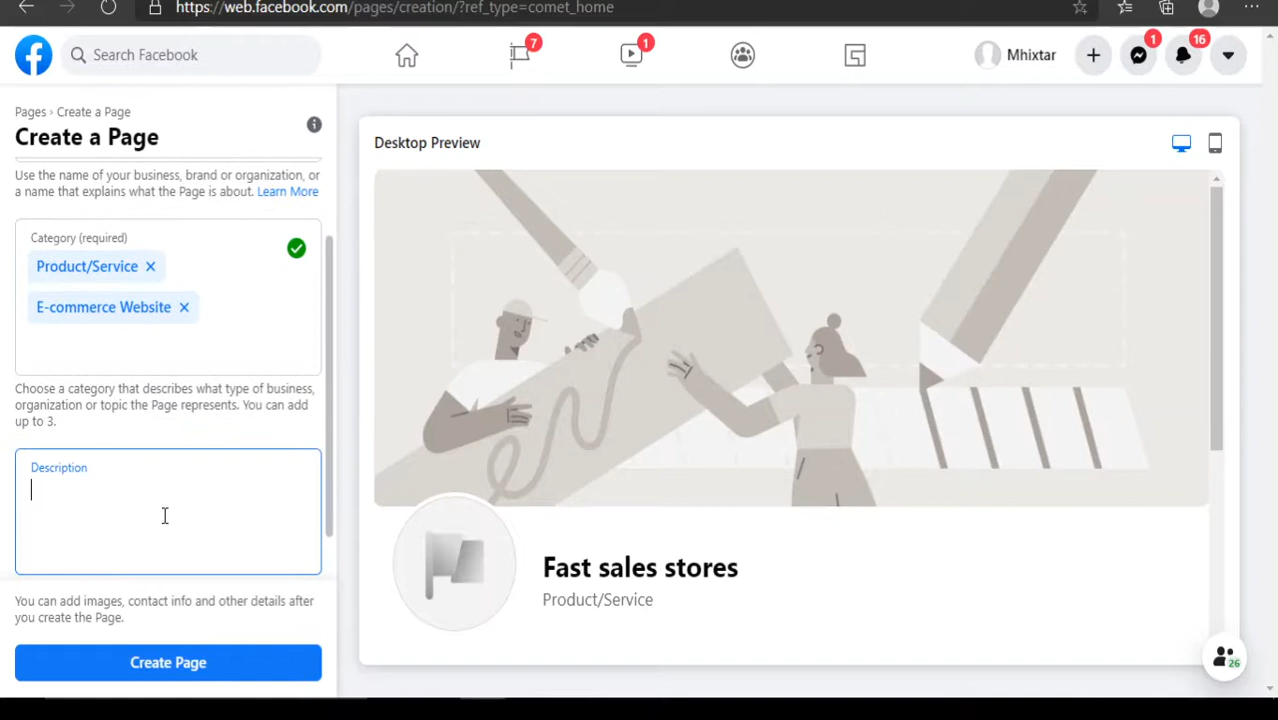 https://web.facebook.com/pages/creation/?ref_type=comet_home
Search Facebook
7
1
Mhixtar
1
16
Pages › Create a Page
Create a Page
Use the name of your business, brand or organization, or
a name that explains what the Page is about. Learn More
Category (required)
Product/Service
E-commerce Website
Choose a category that describes what type of business,
organization or topic the Page represents. You can add
up to 3.
Description
You can add images, contact info and other details after
you create the Page.
Create Page
Desktop Preview
Fast sales stores
Product/Service
26